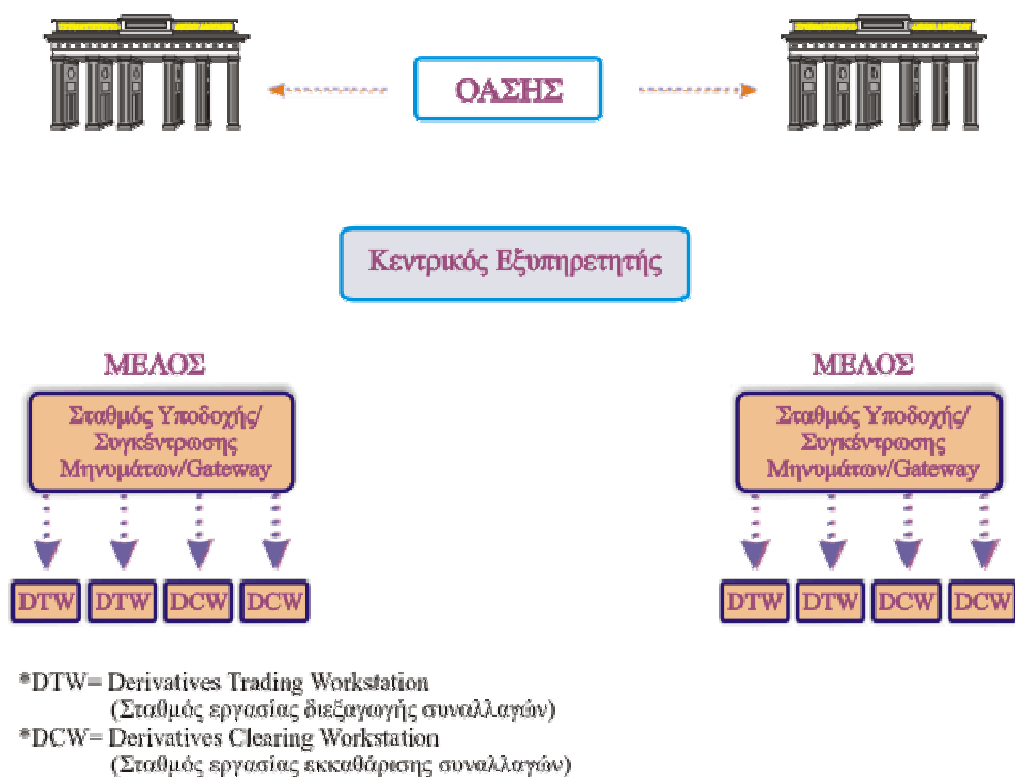 ΟΑΣΗΣ
Κεντρικός Εξυπηρετητής
ΜΕΛΟΣ
Σταθμός Υποδοχής/
Συγκέντρωσης
Μηνυμάτων/Gateway
DTW DTW DCW DCW
ΜΕΛΟΣ
Σταθμός Υποδοχής/
Συγκέντρωσης
Μηνυμάτων/Gateway
DTW DTW DCW DCW
*DTW= Derivatives Trading Workstation
(Σταθμός εργασίας διεξαγωγής συναλλαγών)
*DCW= Derivatives Clearing Workstation
(Σταθμός εργασίας εκκαθάρισης συναλλαγών)